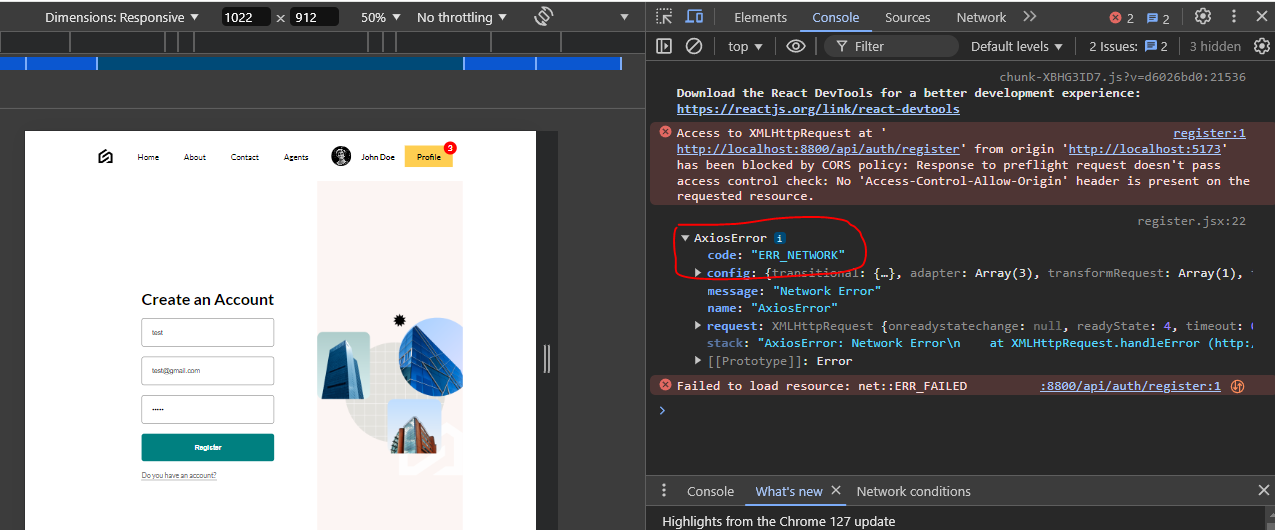 Dimensions: Responsive 1022 × 912 50% No throttling
Elements Console Sources Network 2 2
top Filter Default levels 2 Issues: 2 3 hidden
chunk-XBHG3ID7.js?v=d6026bd0:21536
Download the React DevTools for a better development experience:
https://reactjs.org/link/react-devtools
Access to XMLHttpRequest at ' register:1
http://localhost:8800/api/auth/register' from origin 'http://localhost:5173'
has been blocked by CORS policy: Response to preflight request doesn't pass
access control check: No 'Access-Control-Allow-Origin' header is present on the
requested resource.
register.jsx:22
AxiosError i
code: "ERR_NETWORK"
config: {transitional: {…}, adapter: Array(3), transformRequest: Array(1),
message: "Network Error"
name: "AxiosError"
request: XMLHttpRequest {onreadystatechange: null, readyState: 4, timeout:
stack: "AxiosError: Network Error\n at XMLHttpRequest.handleError (http:
[[Prototype]]: Error
Failed to load resource: net::ERR_FAILED :8800/api/auth/register:1
Console What's new Network conditions
Highlights from the Chrome 127 update
Home About Contact Agents John Doe Profile 3
Create an Account
test
test@gmail.com
•••••
Register
Do you have an account?